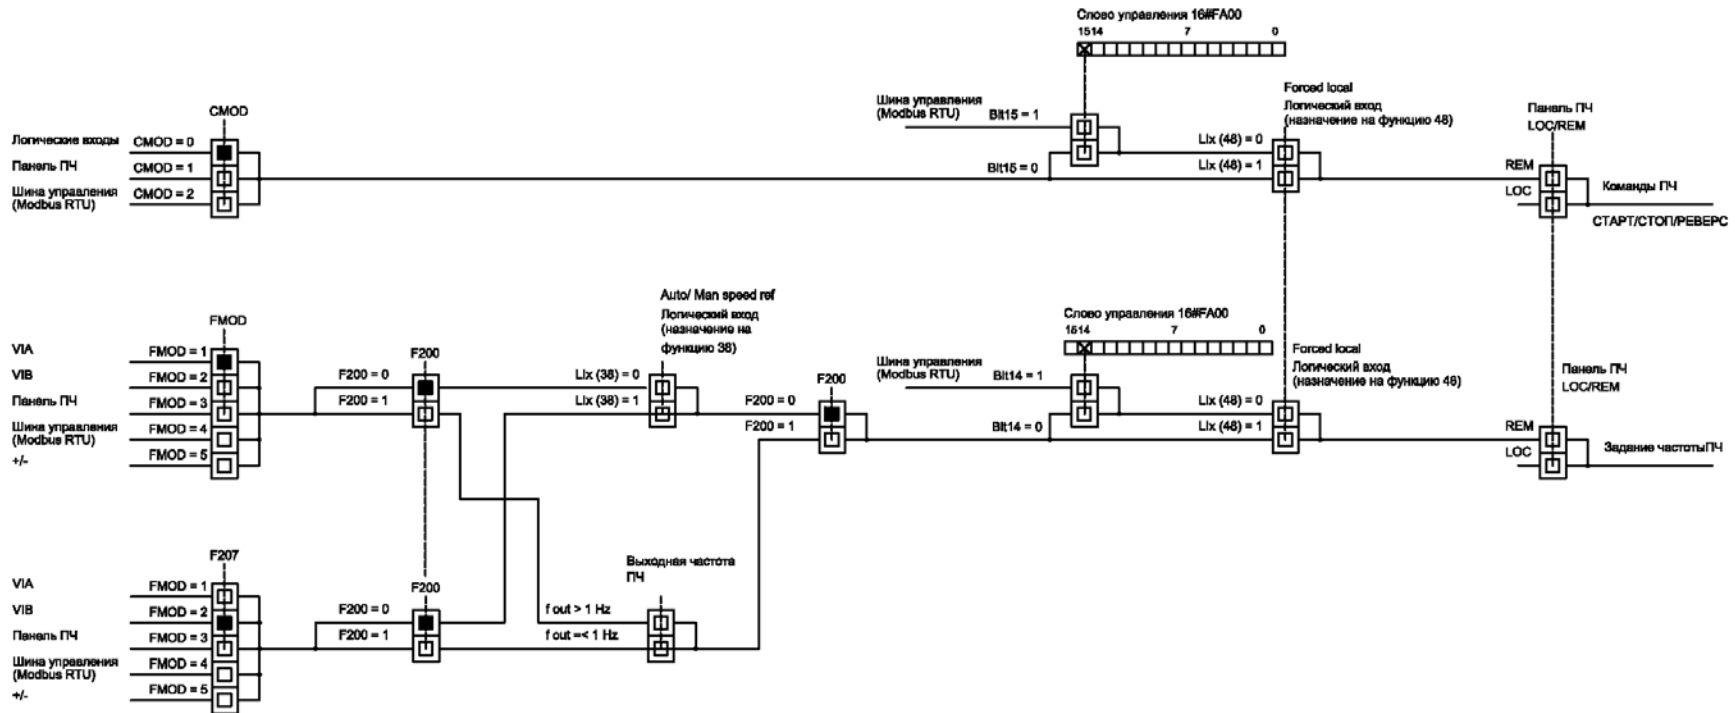 Слово управления 16#FA00
1514 7 0
CMOD
Шина управления
(Modbus RTU)
Bit15 = 1
Forced local
Логический вход
(назначение на функцию 48)
Панель ПЧ
LOC/REM
Логические входы CMOD = 0
Панель ПЧ CMOD = 1
Шина управления
(Modbus RTU) CMOD = 2
Bit15 = 0
LIx (48) = 0
LIx (48) = 1
REM
LOC
Команды ПЧ
СТАРТ/СТОП/РЕВЕРС
FMOD
VIA FMOD = 1
VIB FMOD = 2
Панель ПЧ FMOD = 3
Шина управления
(Modbus RTU) FMOD = 4
+/- FMOD = 5
F200
F200 = 0
F200 = 1
Auto/ Man speed ref
Логический вход
(назначение на
функцию 38)
LIx (38) = 0
LIx (38) = 1
F200
F200 = 0
F200 = 1
Слово управления 16#FA00
1514 7 0
Шина управления
(Modbus RTU)
Bit14 = 1
Bit14 = 0
Forced local
Логический вход
(назначение на функцию 48)
LIx (48) = 0
LIx (48) = 1
Панель ПЧ
LOC/REM
REM
LOC
Задание частотыПЧ
F207
VIA FMOD = 1
VIB FMOD = 2
Панель ПЧ FMOD = 3
Шина управления
(Modbus RTU) FMOD = 4
+/- FMOD = 5
F200
F200 = 0
F200 = 1
Выходная частота
ПЧ
f out > 1 Hz
f out =< 1 Hz